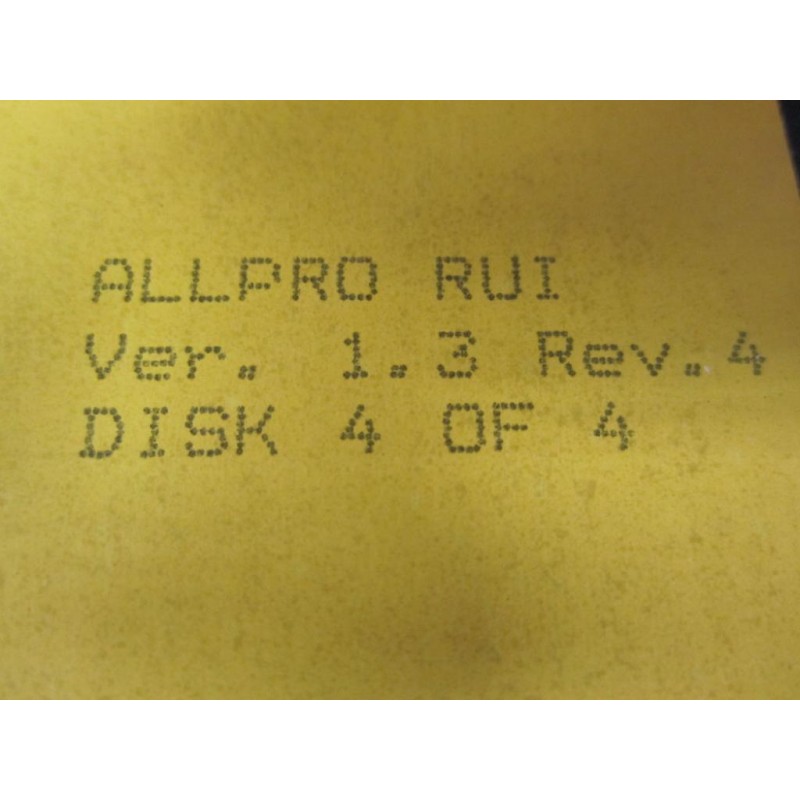 ALLPRO RUI
Ver. 1.3 Rev.4
DISK 4 OF 4